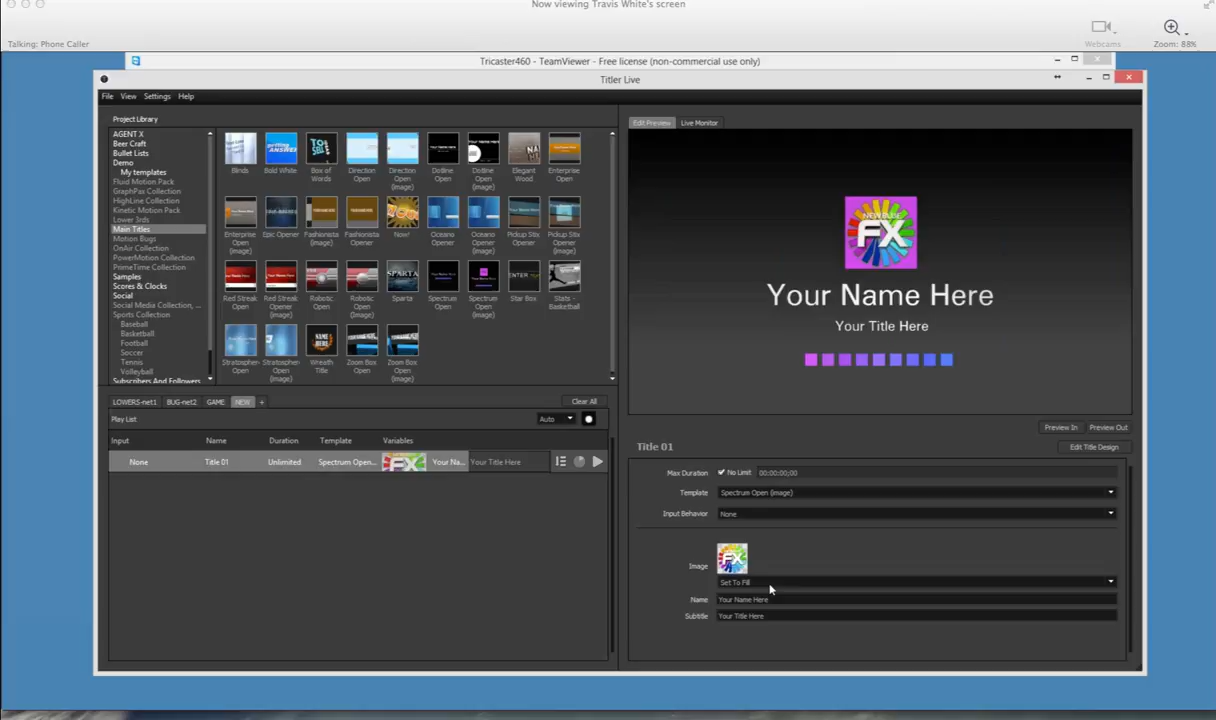 Now viewing Travis White's screen
Talking: Phone Caller
Webcams
Zoom: 88%
Tricaster460 - TeamViewer - Free license (non-commercial use only)
Titler Live
File View Settings Help
Project Library
AGENT X
Beer Craft
Bullet Lists
Demo
My templates
Fluid Motion Pack
GraphPax Collection
HighLine Collection
Kinetic Motion Pack
Lower 3rds
Main Titles
Motion Bugs
OnAir Collection
PowerMotion Collection
PrimeTime Collection
Samples
Scores & Clocks
Social
Social Media Collection, ...
Sports Collection
Baseball
Basketball
Football
Soccer
Tennis
Volleyball
Subscribers And Followers
Blinds
Bold White
Box of Words
Direction Open
Direction Open (image)
Dotline Open
Dotline Open (image)
Elegant Wood
Enterprise Open
Enterprise Open (image)
Epic Opener
Fashionista (image)
Fashionista Opener
Now!
Oceano Opener
Oceano Opener (image)
Pickup Stix Opener
Pickup Stix Opener (image)
Red Streak Open
Red Streak Opener (image)
Robotic Open
Robotic Open (image)
Sparta
Spectrum Open
Spectrum Open (image)
Star Box
Stats - Basketball
Stratospher Open
Stratospher Open (image)
Wreath Title
Zoom Box Open
Zoom Box Open (image)
LOWERS-net1 BUG-net2 GAME NEW +
Clear All
Play List
Auto
Input Name Duration Template Variables
None Title 01 Unlimited Spectrum Open... FX Your Na... Your Title Here
Edit Preview Live Monitor
NEWBLUE
FX
Your Name Here
Your Title Here
Preview In Preview Out
Title 01
Edit Title Design
Max Duration No Limit 00:00:00;00
Template Spectrum Open (image)
Input Behavior None
Image
FX
Set To Fill
Name Your Name Here
Subtitle Your Title Here